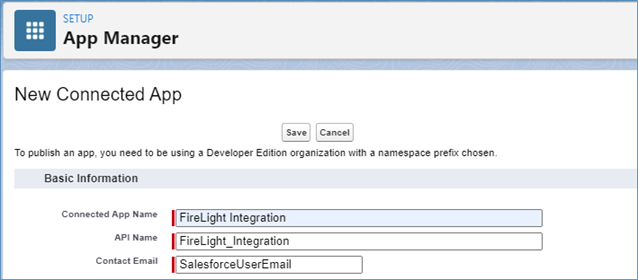 SETUP
App Manager
New Connected App
Save Cancel
To publish an app, you need to be using a Developer Edition organization with a namespace prefix chosen.
Basic Information
Connected App Name FireLight Integration
API Name FireLight_Integration
Contact Email SalesforceUserEmail